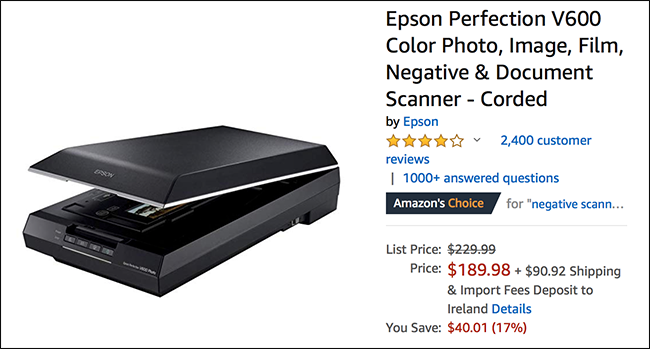 Epson Perfection V600
Color Photo, Image, Film,
Negative & Document
Scanner - Corded
by Epson
2,400 customer
reviews
| 1000+ answered questions
Amazon's Choice for "negative scann...
List Price: $229.99
Price: $189.98 + $90.92 Shipping
& Import Fees Deposit to
Ireland Details
You Save: $40.01 (17%)
EPSON